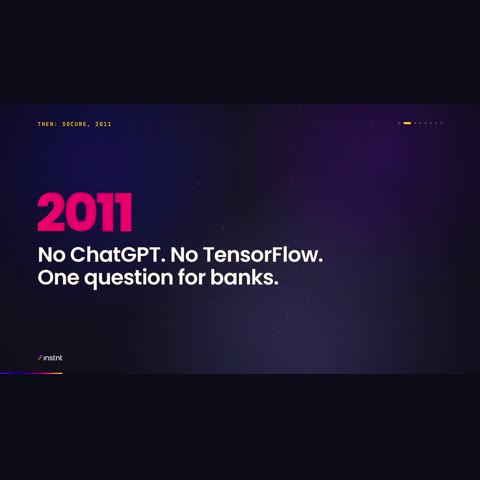 THEN: SOCURE, 2011
2011
No ChatGPT. No TensorFlow.
One question for banks.
instnt